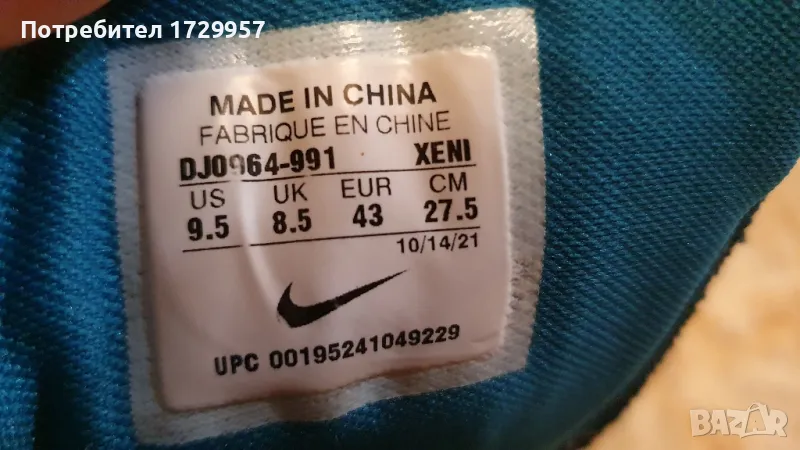 Потребител 1729957
MADE IN CHINA
FABRIQUE EN CHINE
DJ0964-991 XENI
US UK EUR CM
9.5 8.5 43 27.5
10/14/21
UPC 00195241049229
BAZAR